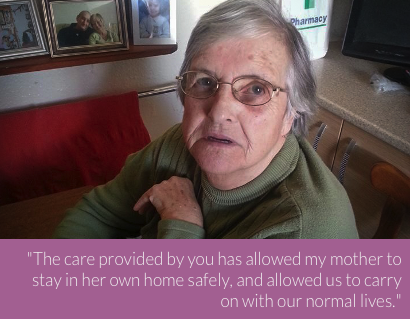 Pharmacy
"The care provided by you has allowed my mother to
stay in her own home safely, and allowed us to carry
on with our normal lives."